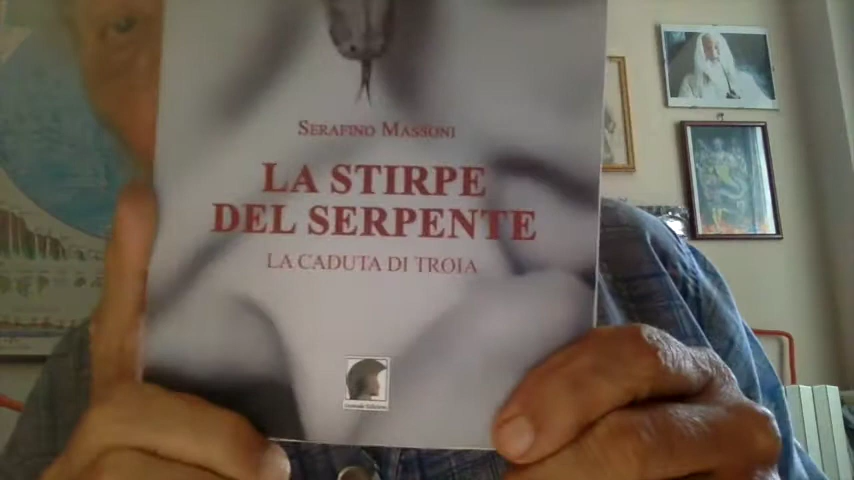 SERAFINO MASSONI
LA STIRPE
DEL SERPENTE
LA CADUTA DI TROIA